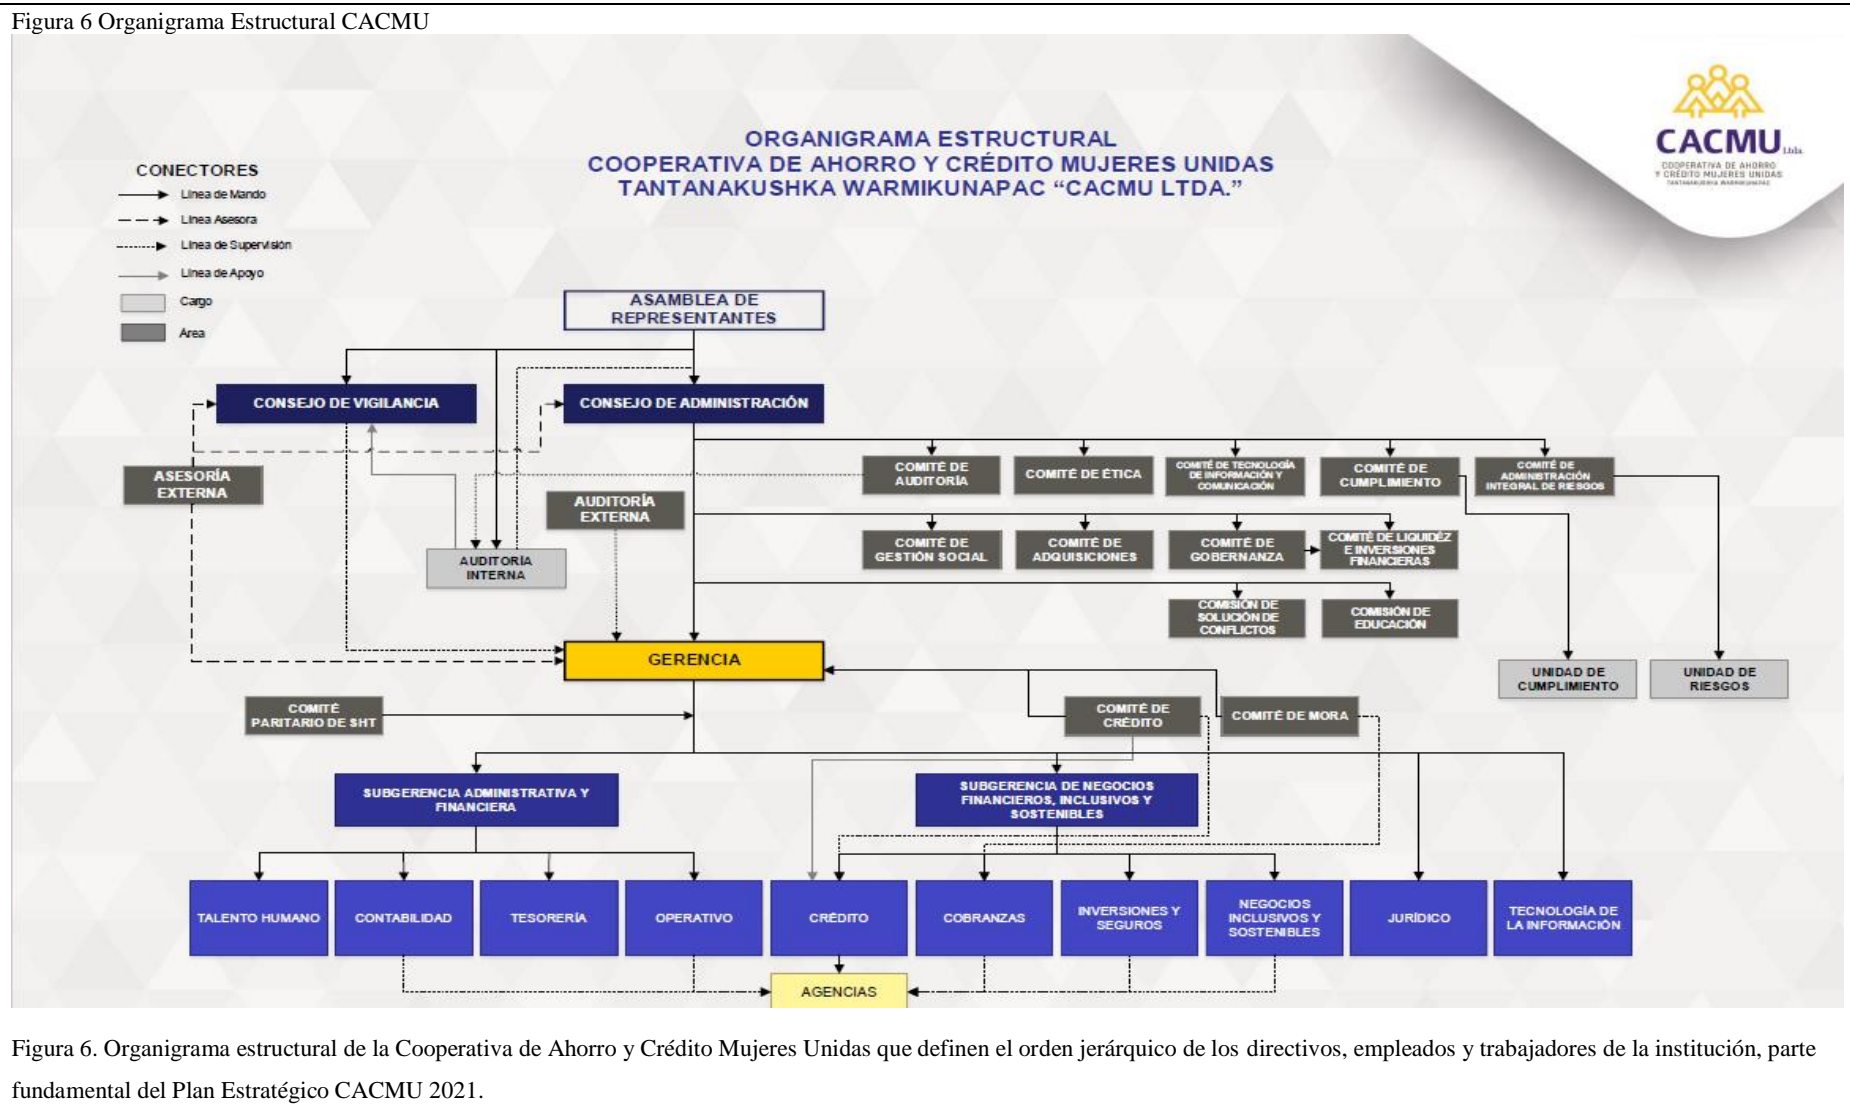 Figura 6 Organigrama Estructural CACMU
CACMU Ltda.
COOPERATIVA DE AHORRO
Y CRÉDITO MUJERES UNIDAS
TANTANAKUSHKA WARMIKUNAPAC
ORGANIGRAMA ESTRUCTURAL
COOPERATIVA DE AHORRO Y CRÉDITO MUJERES UNIDAS
TANTANAKUSHKA WARMIKUNAPAC “CACMU LTDA.”
CONECTORES
Línea de Mando
Línea Asesora
Línea de Supervisión
Línea de Apoyo
Cargo
Área
ASAMBLEA DE
REPRESENTANTES
CONSEJO DE VIGILANCIA
CONSEJO DE ADMINISTRACIÓN
ASESORÍA
EXTERNA
AUDITORÍA
EXTERNA
AUDITORÍA
INTERNA
COMITÉ DE
AUDITORÍA
COMITÉ DE ÉTICA
COMITÉ DE TECNOLOGÍA
DE INFORMACIÓN Y
COMUNICACIÓN
COMITÉ DE
CUMPLIMIENTO
COMITÉ DE
ADMINISTRACIÓN
INTEGRAL DE RIESGOS
COMITÉ DE
GESTIÓN SOCIAL
COMITÉ DE
ADQUISICIONES
COMITÉ DE
GOBERNANZA
COMITÉ DE LIQUIDÉZ
E INVERSIONES
FINANCIERAS
COMISIÓN DE
SOLUCIÓN DE
CONFLICTOS
COMISIÓN DE
EDUCACIÓN
GERENCIA
UNIDAD DE
CUMPLIMIENTO
UNIDAD DE
RIESGOS
COMITÉ
PARITARIO DE SHT
COMITÉ DE
CRÉDITO
COMITÉ DE MORA
SUBGERENCIA ADMINISTRATIVA Y
FINANCIERA
SUBGERENCIA DE NEGOCIOS
FINANCIEROS, INCLUSIVOS Y
SOSTENIBLES
TALENTO HUMANO
CONTABILIDAD
TESORERÍA
OPERATIVO
CRÉDITO
COBRANZAS
INVERSIONES Y
SEGUROS
NEGOCIOS
INCLUSIVOS Y
SOSTENIBLES
JURÍDICO
TECNOLOGÍA DE
LA INFORMACIÓN
AGENCIAS
Figura 6. Organigrama estructural de la Cooperativa de Ahorro y Crédito Mujeres Unidas que definen el orden jerárquico de los directivos, empleados y trabajadores de la institución, parte
fundamental del Plan Estratégico CACMU 2021.